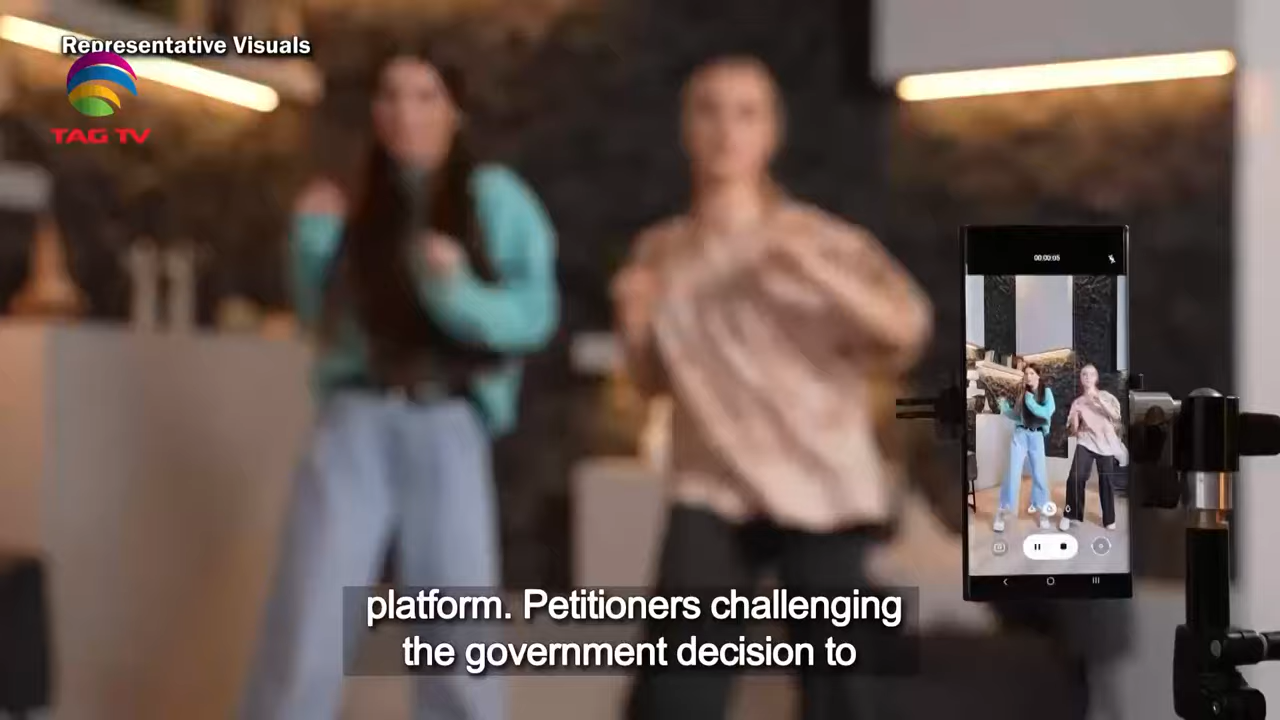 Representative Visuals
TAG TV
00:00:05
platform. Petitioners challenging
the government decision to